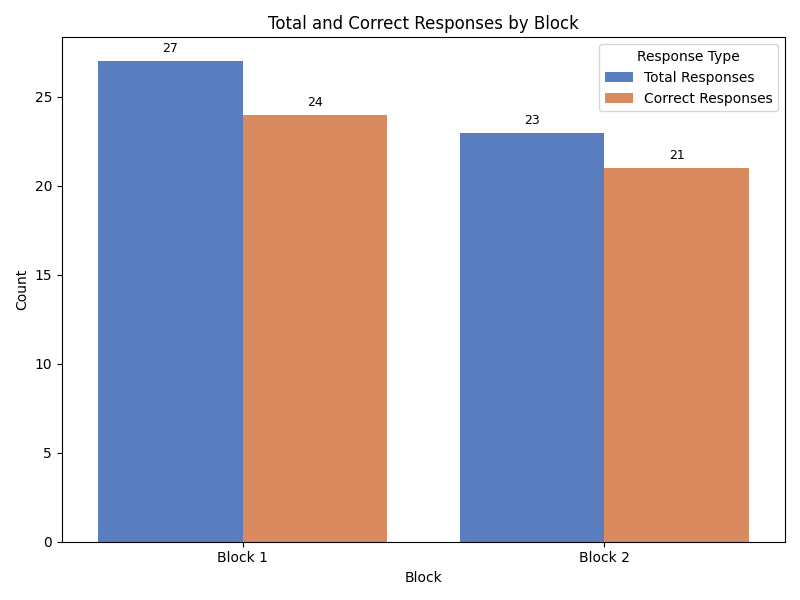 Total and Correct Responses by Block
27
24
23
21
Response Type
Total Responses
Correct Responses
Count
25
20
15
10
5
0
Block 1
Block 2
Block